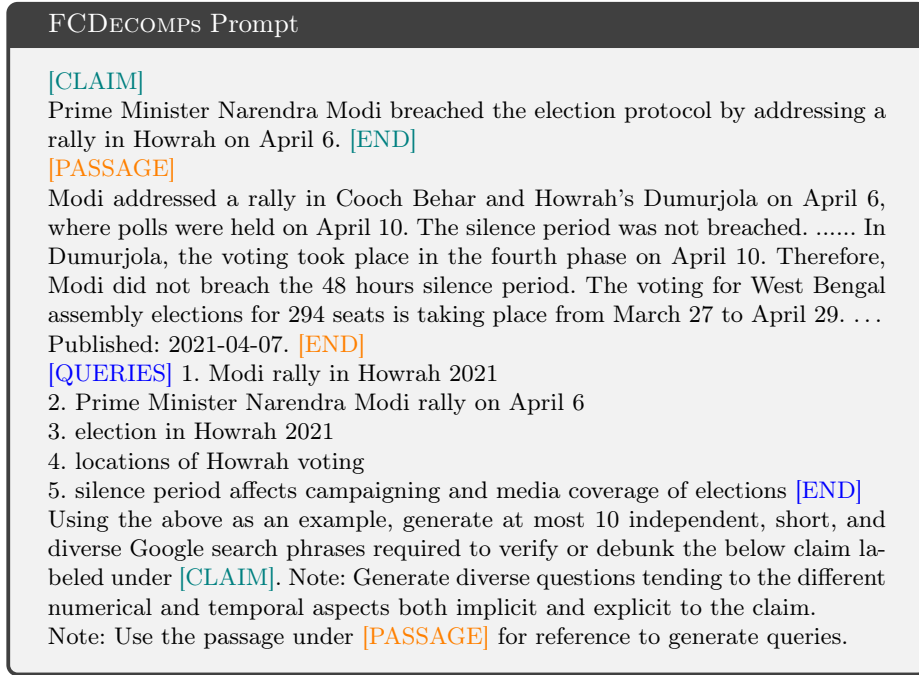 FCDecomps Prompt
[CLAIM]
Prime Minister Narendra Modi breached the election protocol by addressing a
rally in Howrah on April 6. [END]
[PASSAGE]
Modi addressed a rally in Cooch Behar and Howrah's Dumurjola on April 6,
where polls were held on April 10. The silence period was not breached. ...... In
Dumurjola, the voting took place in the fourth phase on April 10. Therefore,
Modi did not breach the 48 hours silence period. The voting for West Bengal
assembly elections for 294 seats is taking place from March 27 to April 29. ...
Published: 2021-04-07. [END]
[QUERIES] 1. Modi rally in Howrah 2021
2. Prime Minister Narendra Modi rally on April 6
3. election in Howrah 2021
4. locations of Howrah voting
5. silence period affects campaigning and media coverage of elections [END]
Using the above as an example, generate at most 10 independent, short, and
diverse Google search phrases required to verify or debunk the below claim la-
beled under [CLAIM]. Note: Generate diverse questions tending to the different
numerical and temporal aspects both implicit and explicit to the claim.
Note: Use the passage under [PASSAGE] for reference to generate queries.